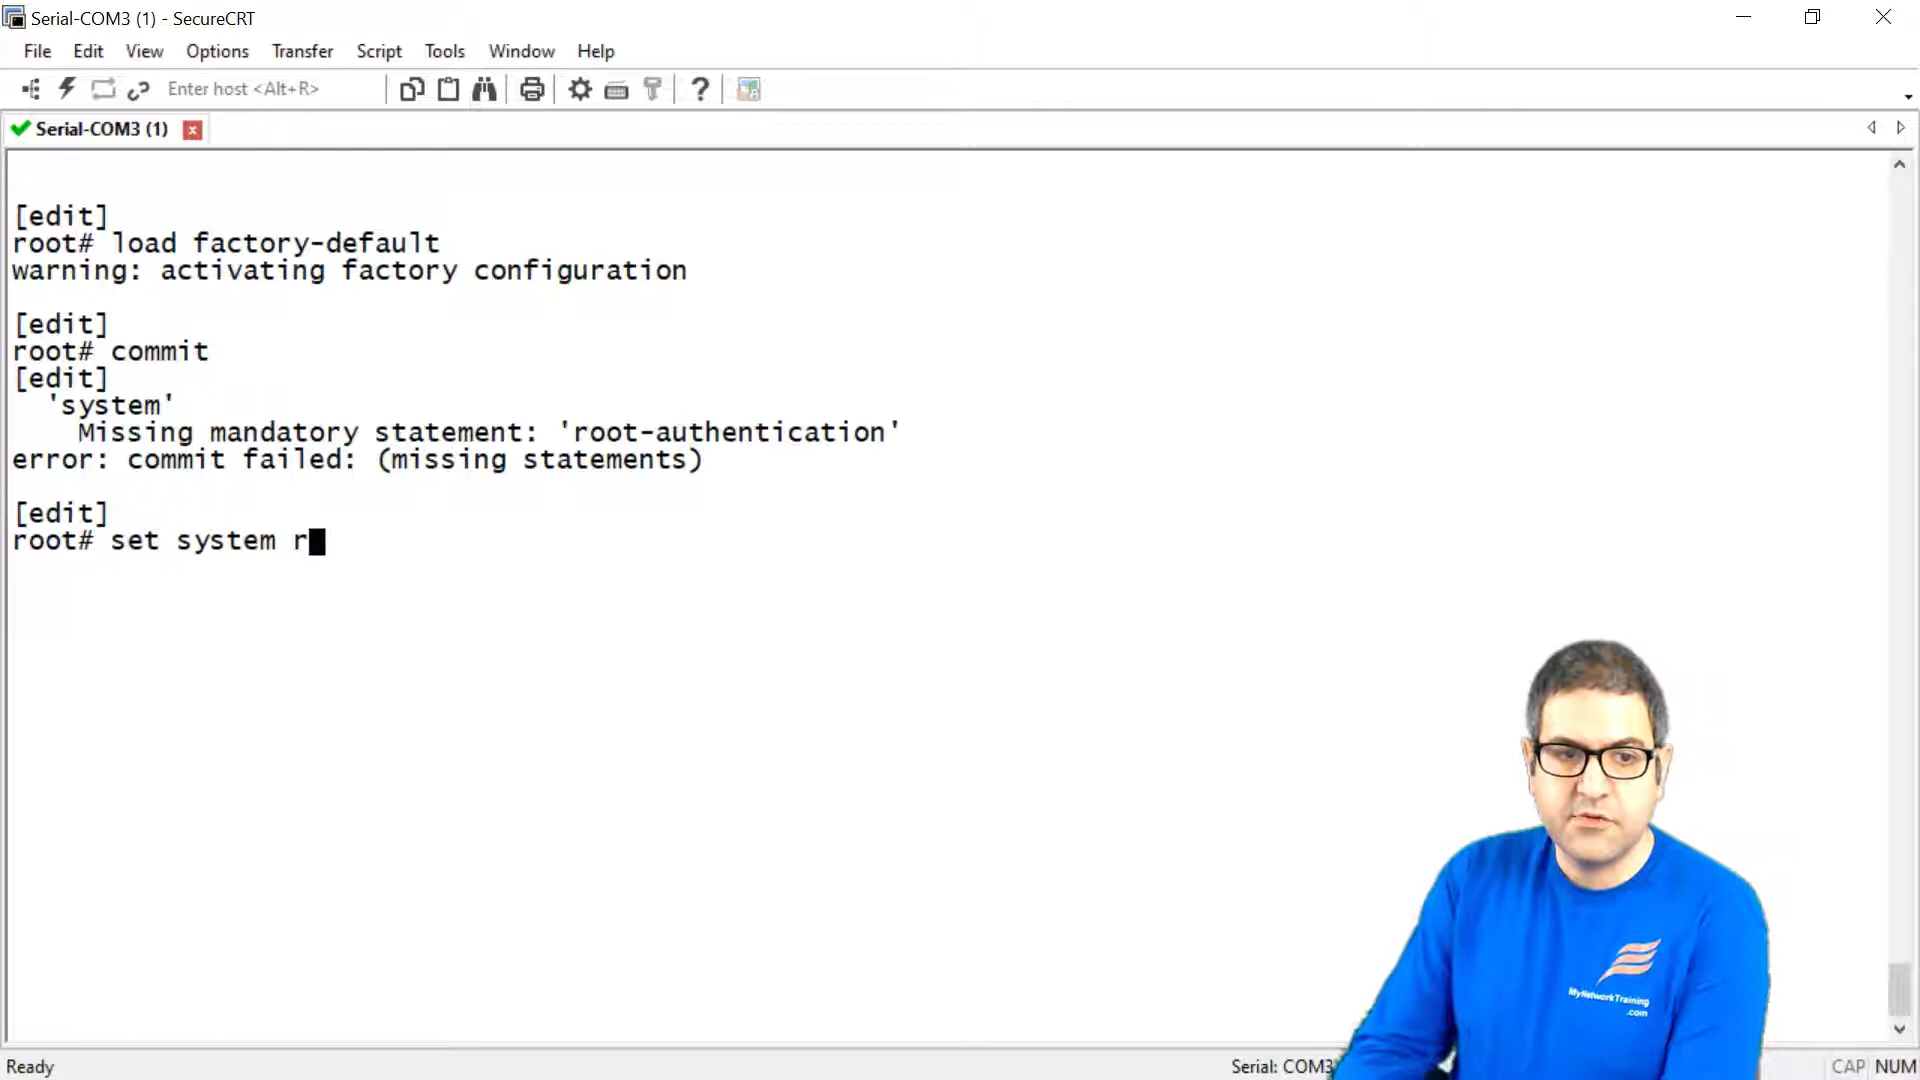 Serial-COM3 (1) - SecureCRT
File Edit View Options Transfer Script Tools Window Help
Enter host <Alt+R>
Serial-COM3 (1)
[edit]
root# load factory-default
warning: activating factory configuration
[edit]
root# commit
[edit]
'system'
Missing mandatory statement: 'root-authentication'
error: commit failed: (missing statements)
[edit]
root# set system r
MyNetworkTraining
.com
Ready Serial: COM3 CAP NUM